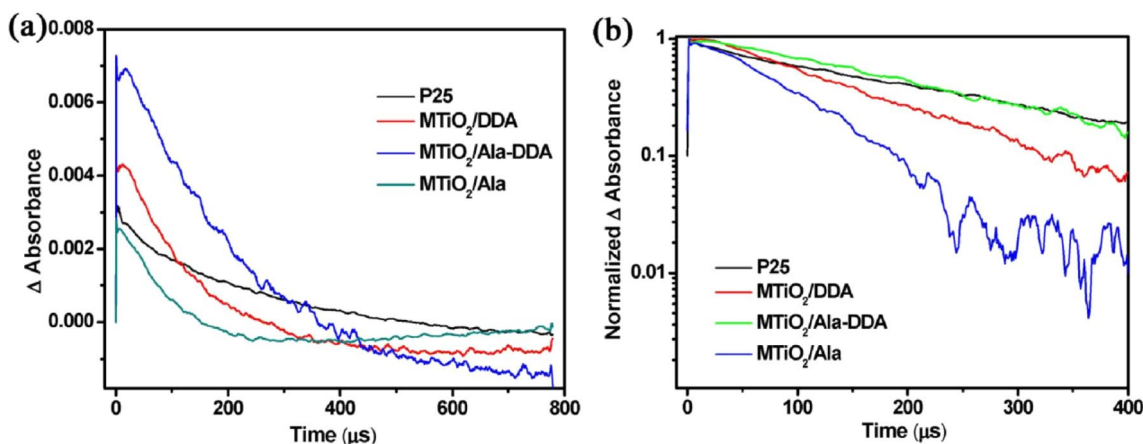 (a)
0.008
0.006
0.004
0.002
0.000
Δ Absorbance
P25
MTiO₂/DDA
MTiO₂/Ala-DDA
MTiO₂/Ala
0 200 400 600 800
Time (μs)
(b)
1
0.1
0.01
Normalized Δ Absorbance
P25
MTiO₂/DDA
MTiO₂/Ala-DDA
MTiO₂/Ala
0 100 200 300 400
Time (μs)